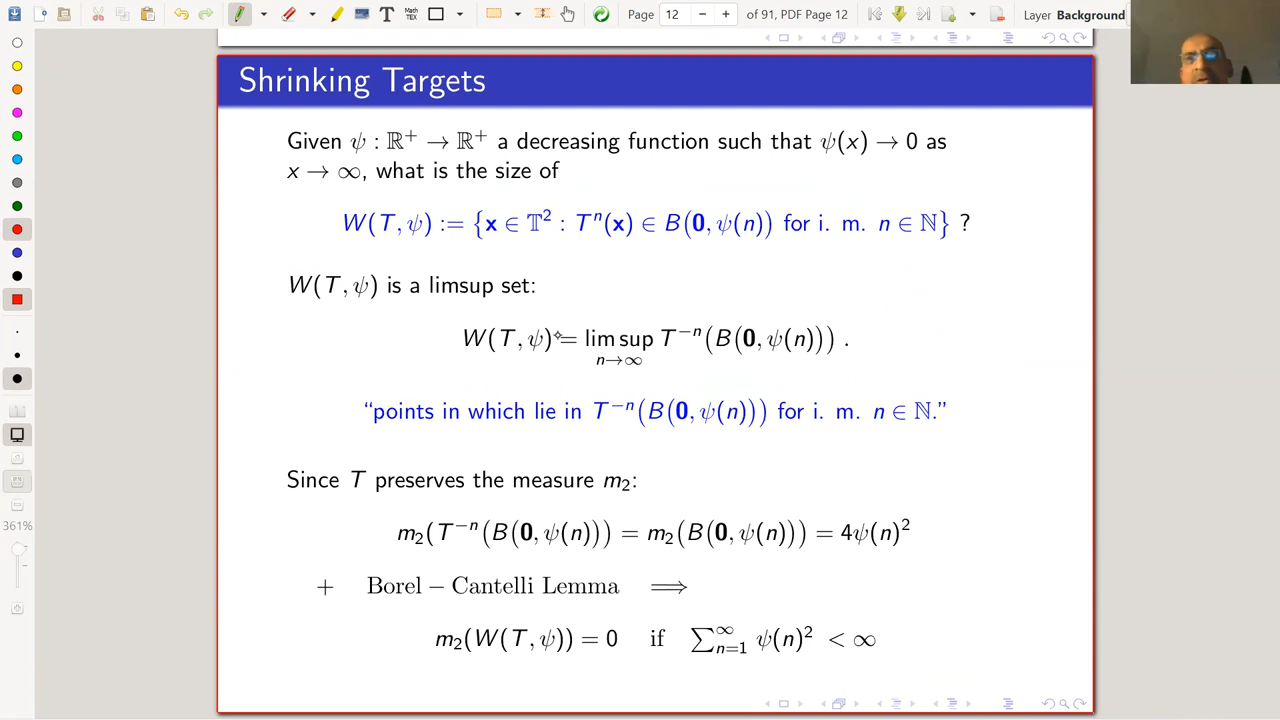 Page 12 of 91, PDF Page 12 Layer Background
T Math TEX
361%
Shrinking Targets
Given ψ : ℝ⁺ → ℝ⁺ a decreasing function such that ψ(x) → 0 as
x → ∞, what is the size of
W(T, ψ) := {x ∈ 𝕋² : Tⁿ(x) ∈ B(0, ψ(n)) for i. m. n ∈ ℕ} ?
W(T, ψ) is a limsup set:
W(T, ψ) = lim sup T⁻ⁿ(B(0, ψ(n))) .
n→∞
“points in which lie in T⁻ⁿ(B(0, ψ(n))) for i. m. n ∈ ℕ.”
Since T preserves the measure m₂:
m₂(T⁻ⁿ(B(0, ψ(n))) = m₂(B(0, ψ(n))) = 4ψ(n)²
+ Borel − Cantelli Lemma ⟹
m₂(W(T, ψ)) = 0 if ∑∞n=1 ψ(n)² < ∞